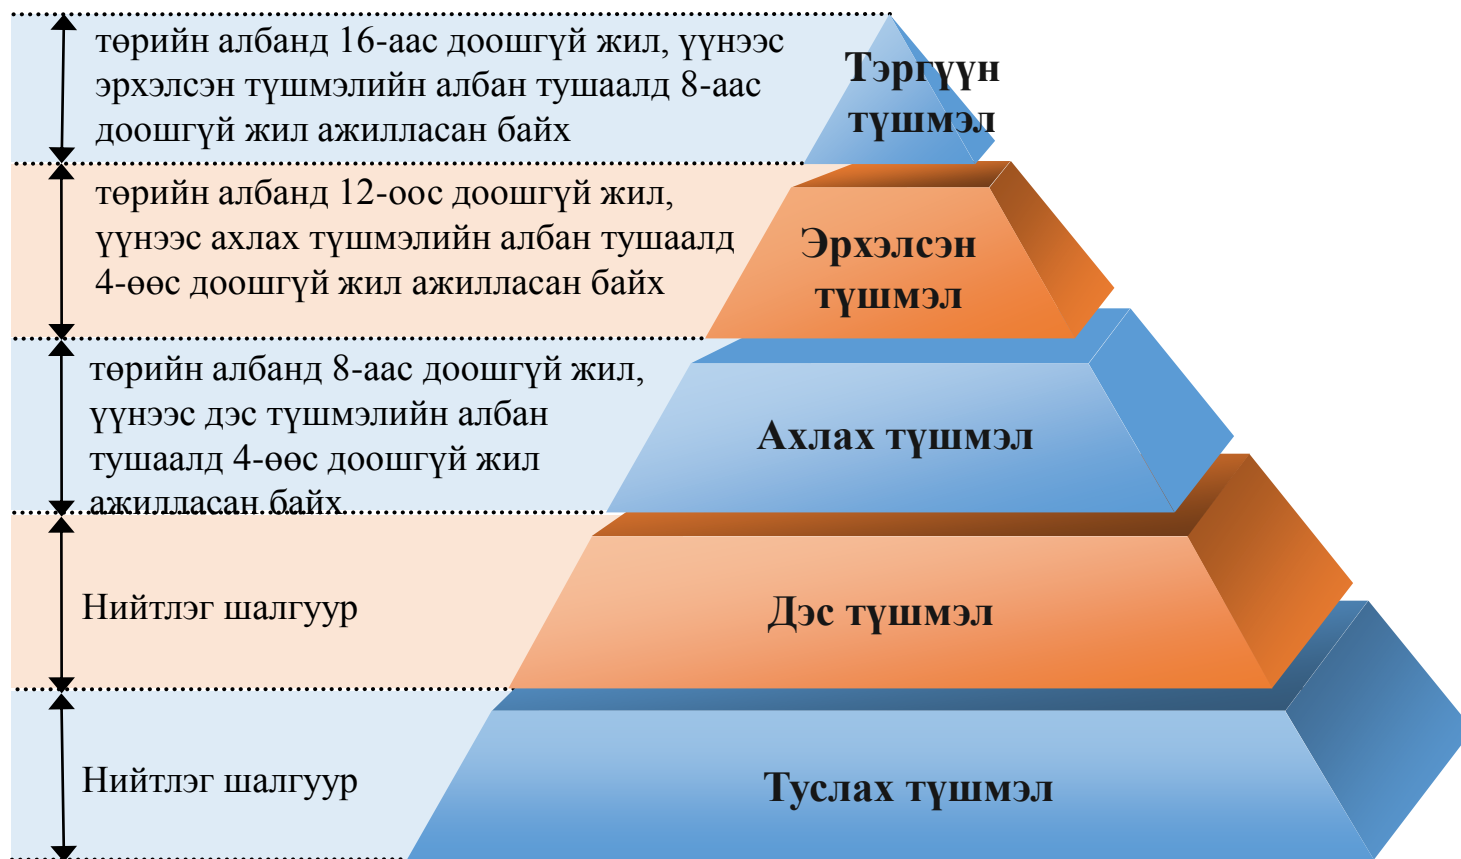 төрийн албанд 16-аас доошгүй жил, үүнээс
эрхэлсэн түшмэлийн албан тушаалд 8-аас
доошгүй жил ажилласан байх
Тэргүүн
түшмэл
төрийн албанд 12-оос доошгүй жил,
үүнээс ахлах түшмэлийн албан тушаалд
4-өөс доошгүй жил ажилласан байх
Эрхэлсэн
түшмэл
төрийн албанд 8-аас доошгүй жил,
үүнээс дэс түшмэлийн албан
тушаалд 4-өөс доошгүй жил
ажилласан байх
Ахлах түшмэл
Нийтлэг шалгуур
Дэс түшмэл
Нийтлэг шалгуур
Туслах түшмэл